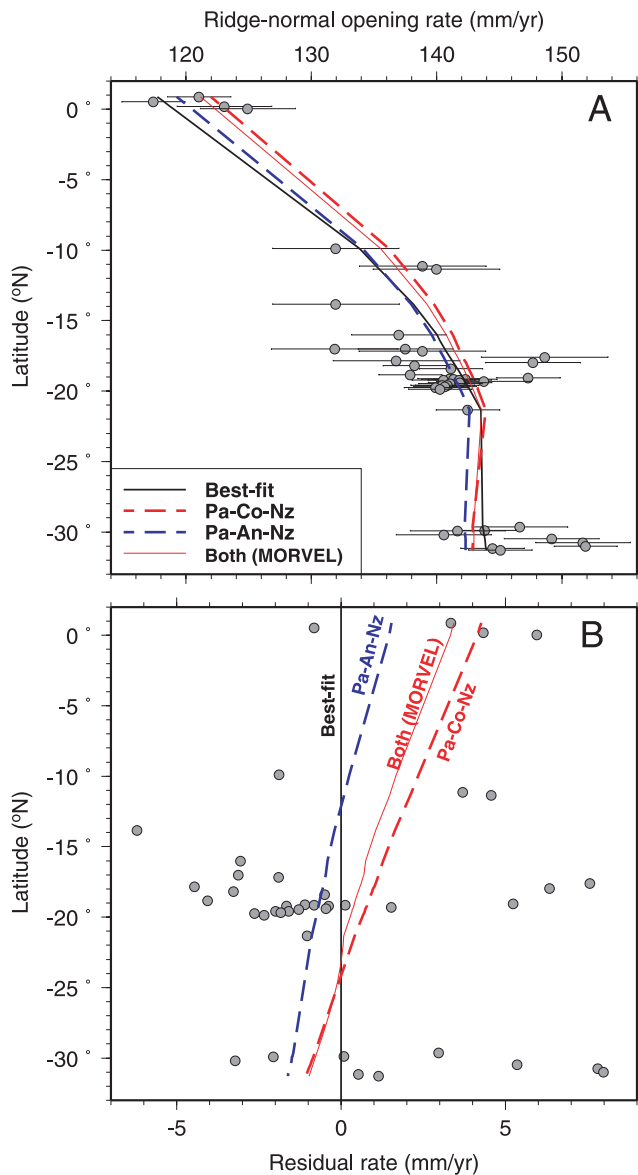 Ridge-normal opening rate (mm/yr)
120 130 140 150
A
0 °
-5 °
-10 °
-15 °
-20 °
-25 °
-30 °
Latitude (ºN)
Best-fit
Pa-Co-Nz
Pa-An-Nz
Both (MORVEL)
B
0 °
-5 °
-10 °
-15 °
-20 °
-25 °
-30 °
Latitude (ºN)
Best-fit
Pa-An-Nz
Both (MORVEL)
Pa-Co-Nz
-5 0 5
Residual rate (mm/yr)